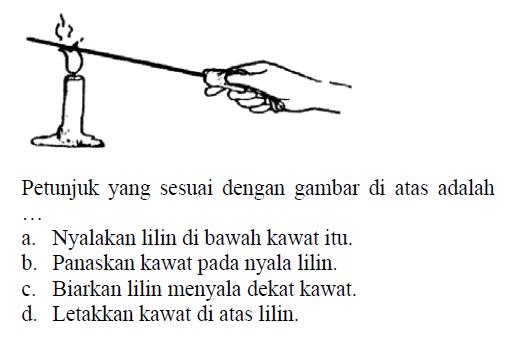 Petunjuk yang sesuai dengan gambar di atas adalah
…
a. Nyalakan lilin di bawah kawat itu.
b. Panaskan kawat pada nyala lilin.
c. Biarkan lilin menyala dekat kawat.
d. Letakkan kawat di atas lilin.